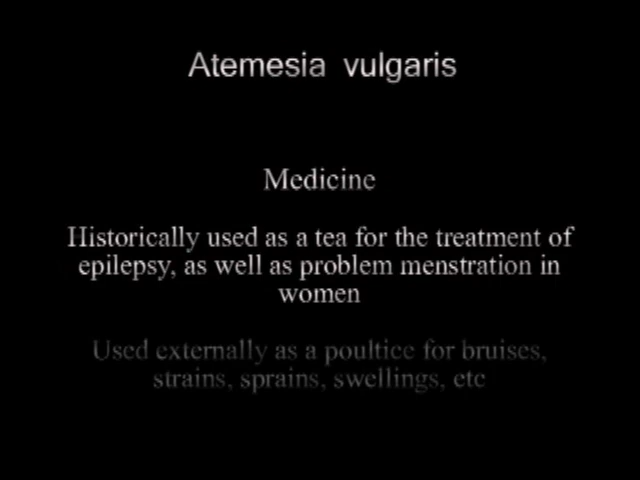 Atemesia vulgaris
Medicine
Historically used as a tea for the treatment of
epilepsy, as well as problem menstration in
women
Used externally as a poultice for bruises,
strains, sprains, swellings, etc